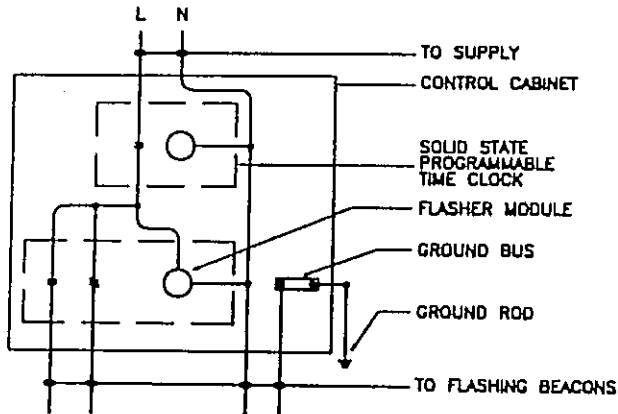 L N
TO SUPPLY
CONTROL CABINET
SOLID STATE
PROGRAMMABLE
TIME CLOCK
FLASHER MODULE
GROUND BUS
GROUND ROD
TO FLASHING BEACONS